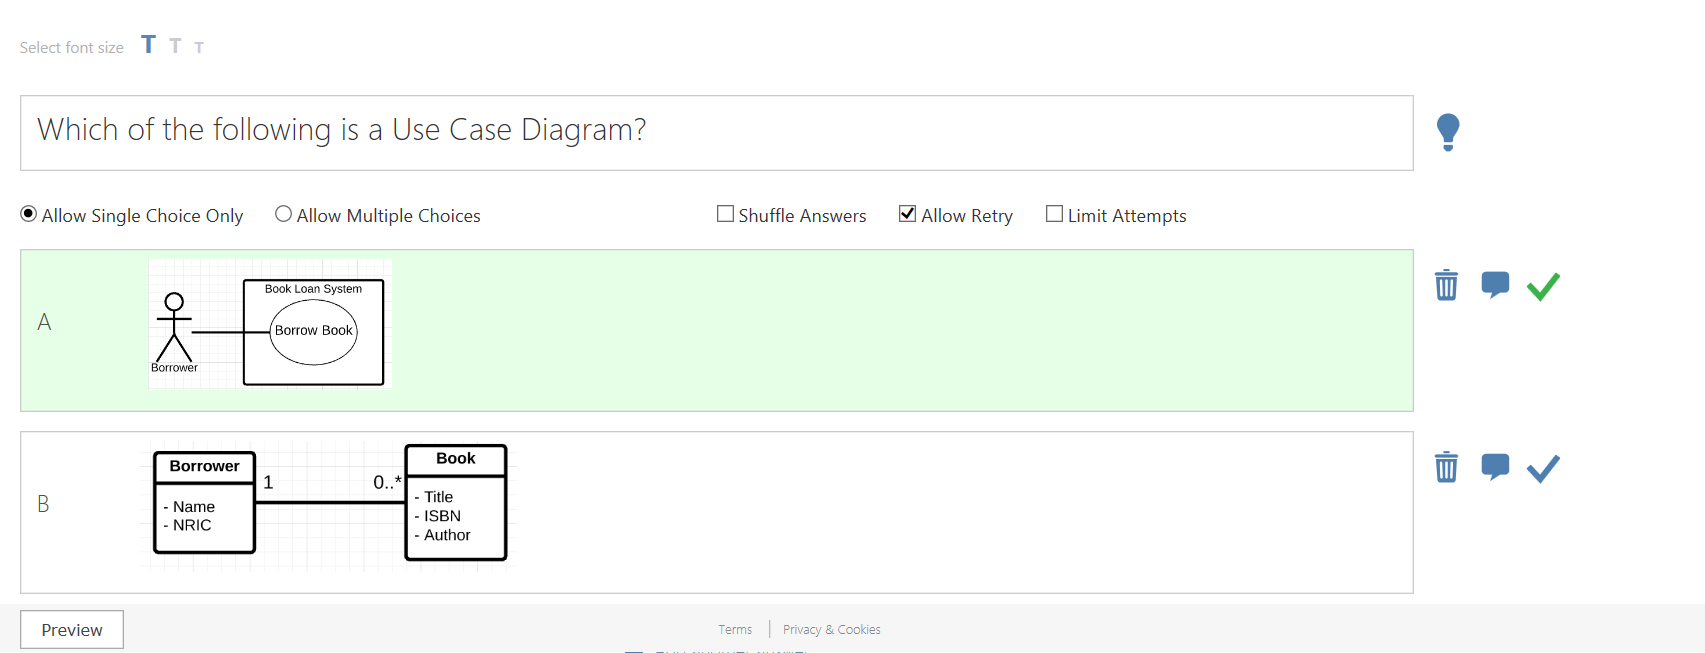 Select font size T T T
Which of the following is a Use Case Diagram?
Allow Single Choice Only Allow Multiple Choices Shuffle Answers Allow Retry Limit Attempts
A
Book Loan System
Borrow Book
Borrower
B
Borrower
- Name
- NRIC
1 0..*
Book
- Title
- ISBN
- Author
Preview
Terms Privacy & Cookies